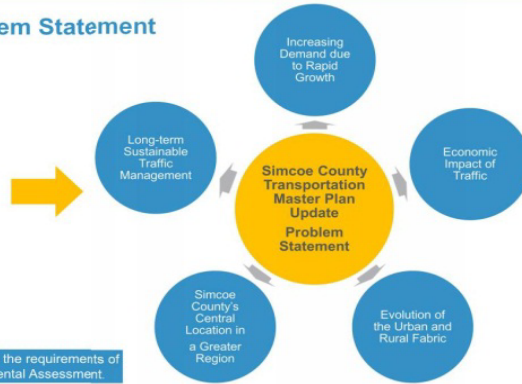 em Statement
Increasing
Demand due
to Rapid
Growth
Long-term
Sustainable
Traffic
Management
Economic
Impact of
Traffic
Simcoe County
Transportation
Master Plan
Update
Problem
Statement
Simcoe
County's
Central
Location in
a Greater
Region
Evolution of
the Urban and
Rural Fabric
the requirements of
ental Assessment.